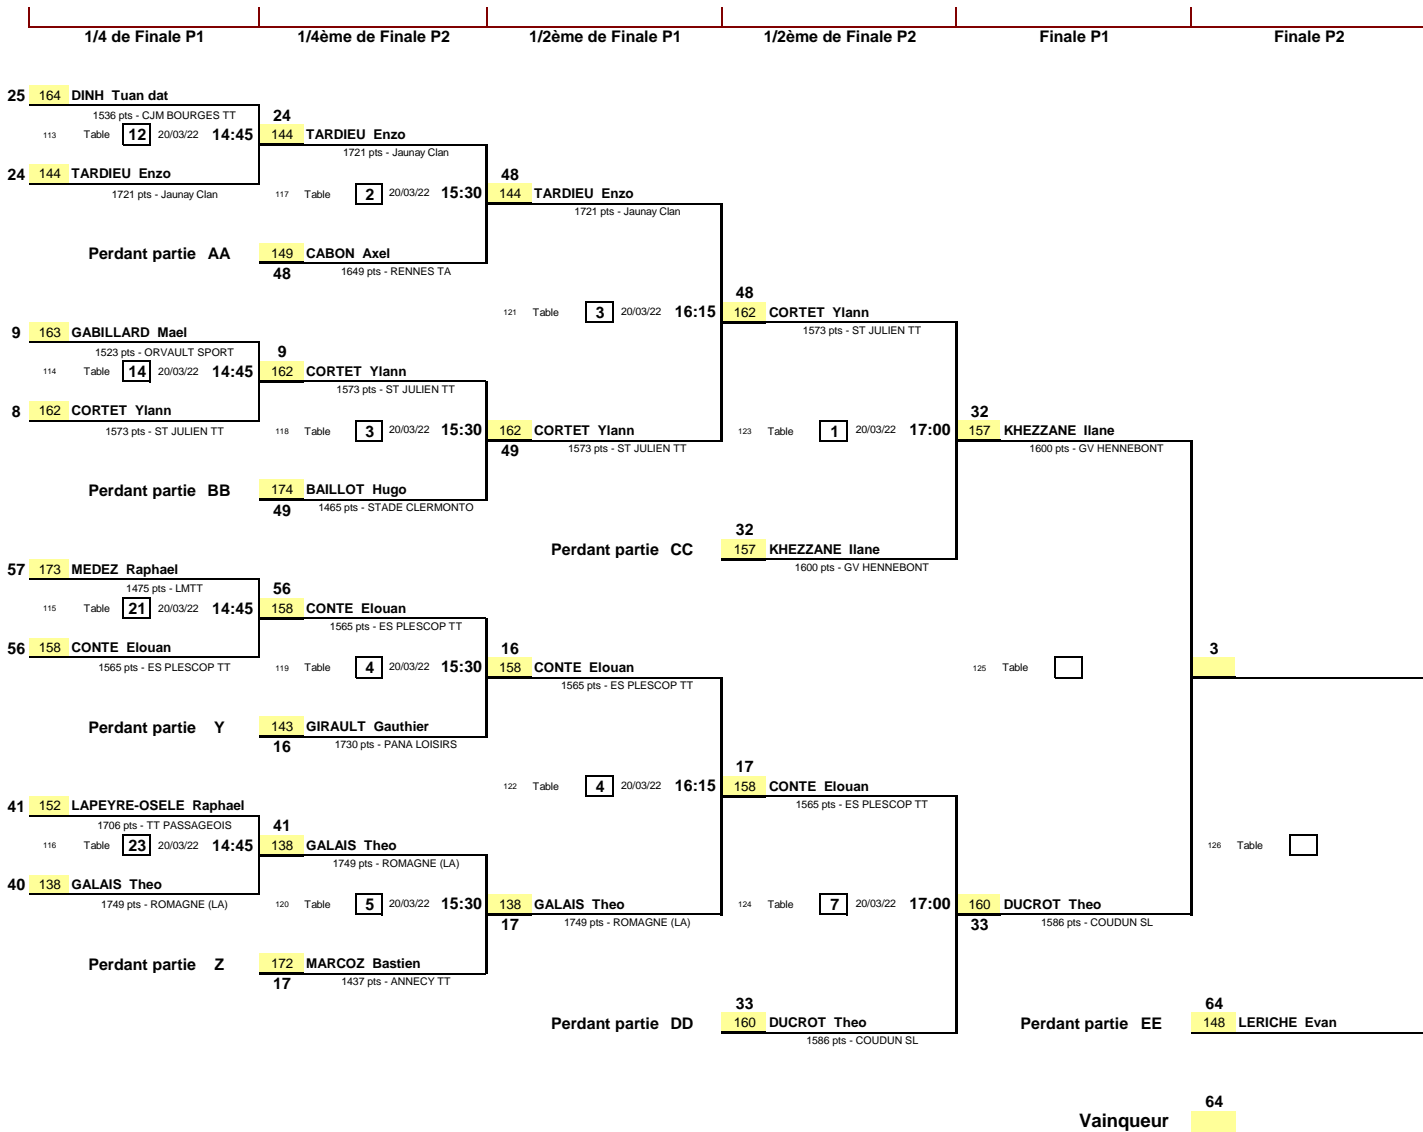 1/4 de Finale P1 1/4ème de Finale P2 1/2ème de Finale P1 1/2ème de Finale P2 Finale P1 Finale P2
25 164 DINH Tuan dat
1536 pts - CJM BOURGES TT 24
113 Table 12 20/03/22 14:45 144 TARDIEU Enzo
1721 pts - Jaunay Clan
24 144 TARDIEU Enzo 48
1721 pts - Jaunay Clan 117 Table 2 20/03/22 15:30 144 TARDIEU Enzo
1721 pts - Jaunay Clan
Perdant partie AA 149 CABON Axel
48 1649 pts - RENNES TA
48
121 Table 3 20/03/22 16:15 162 CORTET Ylann
9 163 GABILLARD Mael 1573 pts - ST JULIEN TT
1523 pts - ORVAULT SPORT 9
114 Table 14 20/03/22 14:45 162 CORTET Ylann
1573 pts - ST JULIEN TT
8 162 CORTET Ylann 32
1573 pts - ST JULIEN TT 118 Table 3 20/03/22 15:30 162 CORTET Ylann 123 Table 1 20/03/22 17:00 157 KHEZZANE Ilane
49 1573 pts - ST JULIEN TT 1600 pts - GV HENNEBONT
Perdant partie BB 174 BAILLOT Hugo
49 1465 pts - STADE CLERMONTO
32
Perdant partie CC 157 KHEZZANE Ilane
57 173 MEDEZ Raphael 1600 pts - GV HENNEBONT
1475 pts - LMTT 56
115 Table 21 20/03/22 14:45 158 CONTE Elouan
1565 pts - ES PLESCOP TT
56 158 CONTE Elouan 16 3
1565 pts - ES PLESCOP TT 119 Table 4 20/03/22 15:30 158 CONTE Elouan 125 Table
1565 pts - ES PLESCOP TT
Perdant partie Y 143 GIRAULT Gauthier
16 1730 pts - PANA LOISIRS
17
122 Table 4 20/03/22 16:15 158 CONTE Elouan
41 152 LAPEYRE-OSELE Raphael 1565 pts - ES PLESCOP TT
1706 pts - TT PASSAGEOIS 41
116 Table 23 20/03/22 14:45 138 GALAIS Theo 126 Table
1749 pts - ROMAGNE (LA)
40 138 GALAIS Theo
1749 pts - ROMAGNE (LA) 120 Table 5 20/03/22 15:30 138 GALAIS Theo 124 Table 7 20/03/22 17:00 160 DUCROT Theo
17 1749 pts - ROMAGNE (LA) 33 1586 pts - COUDUN SL
Perdant partie Z 172 MARCOZ Bastien
17 1437 pts - ANNECY TT
33 64
Perdant partie DD 160 DUCROT Theo Perdant partie EE 148 LERICHE Evan
1586 pts - COUDUN SL
64
Vainqueur